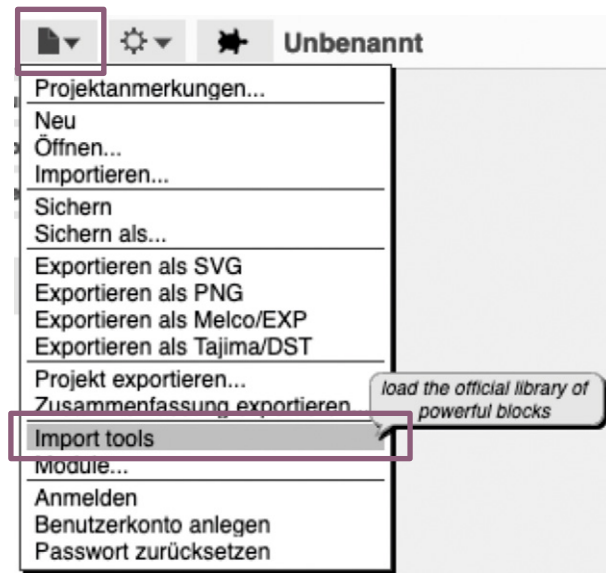 Unbenannt
Projektanmerkungen...
Neu
Öffnen...
Importieren...
Sichern
Sichern als...
Exportieren als SVG
Exportieren als PNG
Exportieren als Melco/EXP
Exportieren als Tajima/DST
Projekt exportieren...
Zusammenfassung exportieren...
load the official library of
powerful blocks
Import tools
Module...
Anmelden
Benutzerkonto anlegen
Passwort zurücksetzen